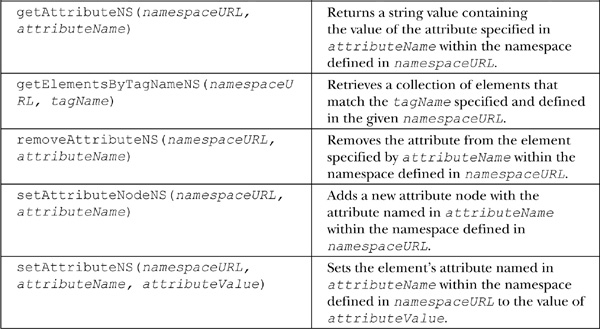 getAttributeNS(namespaceURL,
attributeName)
Returns a string value containing
the value of the attribute specified in
attributeName within the namespace
defined in namespaceURL.
getElementsByTagNameNS(namespaceU
RL, tagName)
Retrieves a collection of elements that
match the tagName specified and defined
in the given namespaceURL.
removeAttributeNS(namespaceURL,
attributeName)
Removes the attribute from the element
specified by attributeName within the
namespace defined in namespaceURL.
setAttributeNodeNS(namespaceURL,
attributeName)
Adds a new attribute node with the
attribute named in attributeName
within the namespace defined in
namespaceURL.
setAttributeNS(namespaceURL,
attributeName, attributeValue)
Sets the element’s attribute named in
attributeName within the namespace
defined in namespaceURL to the value of
attributeValue.